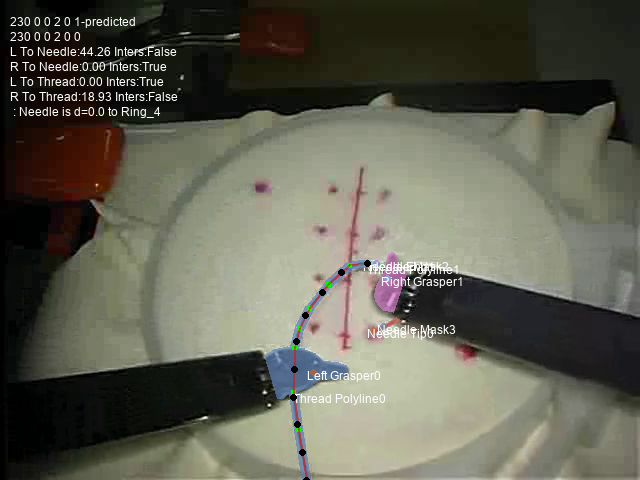 230 0 0 2 0 1-predicted
230 0 0 2 0 0
L To Needle:44.26 Inters:False
R To Needle:0.00 Inters:True
L To Thread:0.00 Inters:True
R To Thread:18.93 Inters:False
: Needle is d=0.0 to Ring_4
Thread Polyline1
Right Grasper1
Needle Mask3
Needle Tip0
Left Grasper0
Thread Polyline0